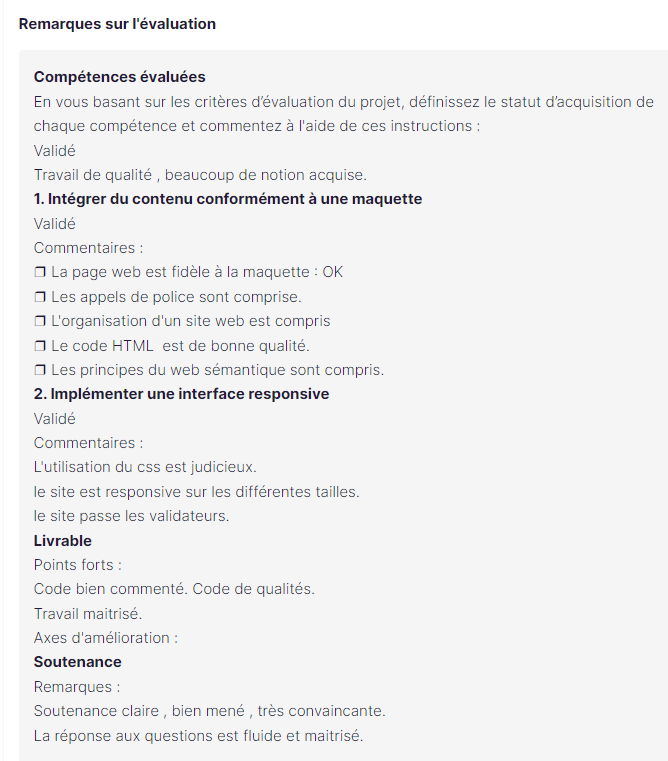 Remarques sur l'évaluation
Compétences évaluées
En vous basant sur les critères d’évaluation du projet, définissez le statut d’acquisition de
chaque compétence et commentez à l'aide de ces instructions :
Validé
Travail de qualité , beaucoup de notion acquise.
1. Intégrer du contenu conformément à une maquette
Validé
Commentaires :
❒ La page web est fidèle à la maquette : OK
❒ Les appels de police sont comprise.
❒ L'organisation d'un site web est compris
❒ Le code HTML  est de bonne qualité.
❒ Les principes du web sémantique sont compris.
2. Implémenter une interface responsive
Validé
Commentaires :
L'utilisation du css est judicieux.
le site est responsive sur les différentes tailles.
le site passe les validateurs.
Livrable
Points forts :
Code bien commenté. Code de qualités.
Travail maitrisé.
Axes d'amélioration :
Soutenance
Remarques :
Soutenance claire , bien mené , très convaincante.
La réponse aux questions est fluide et maitrisé.